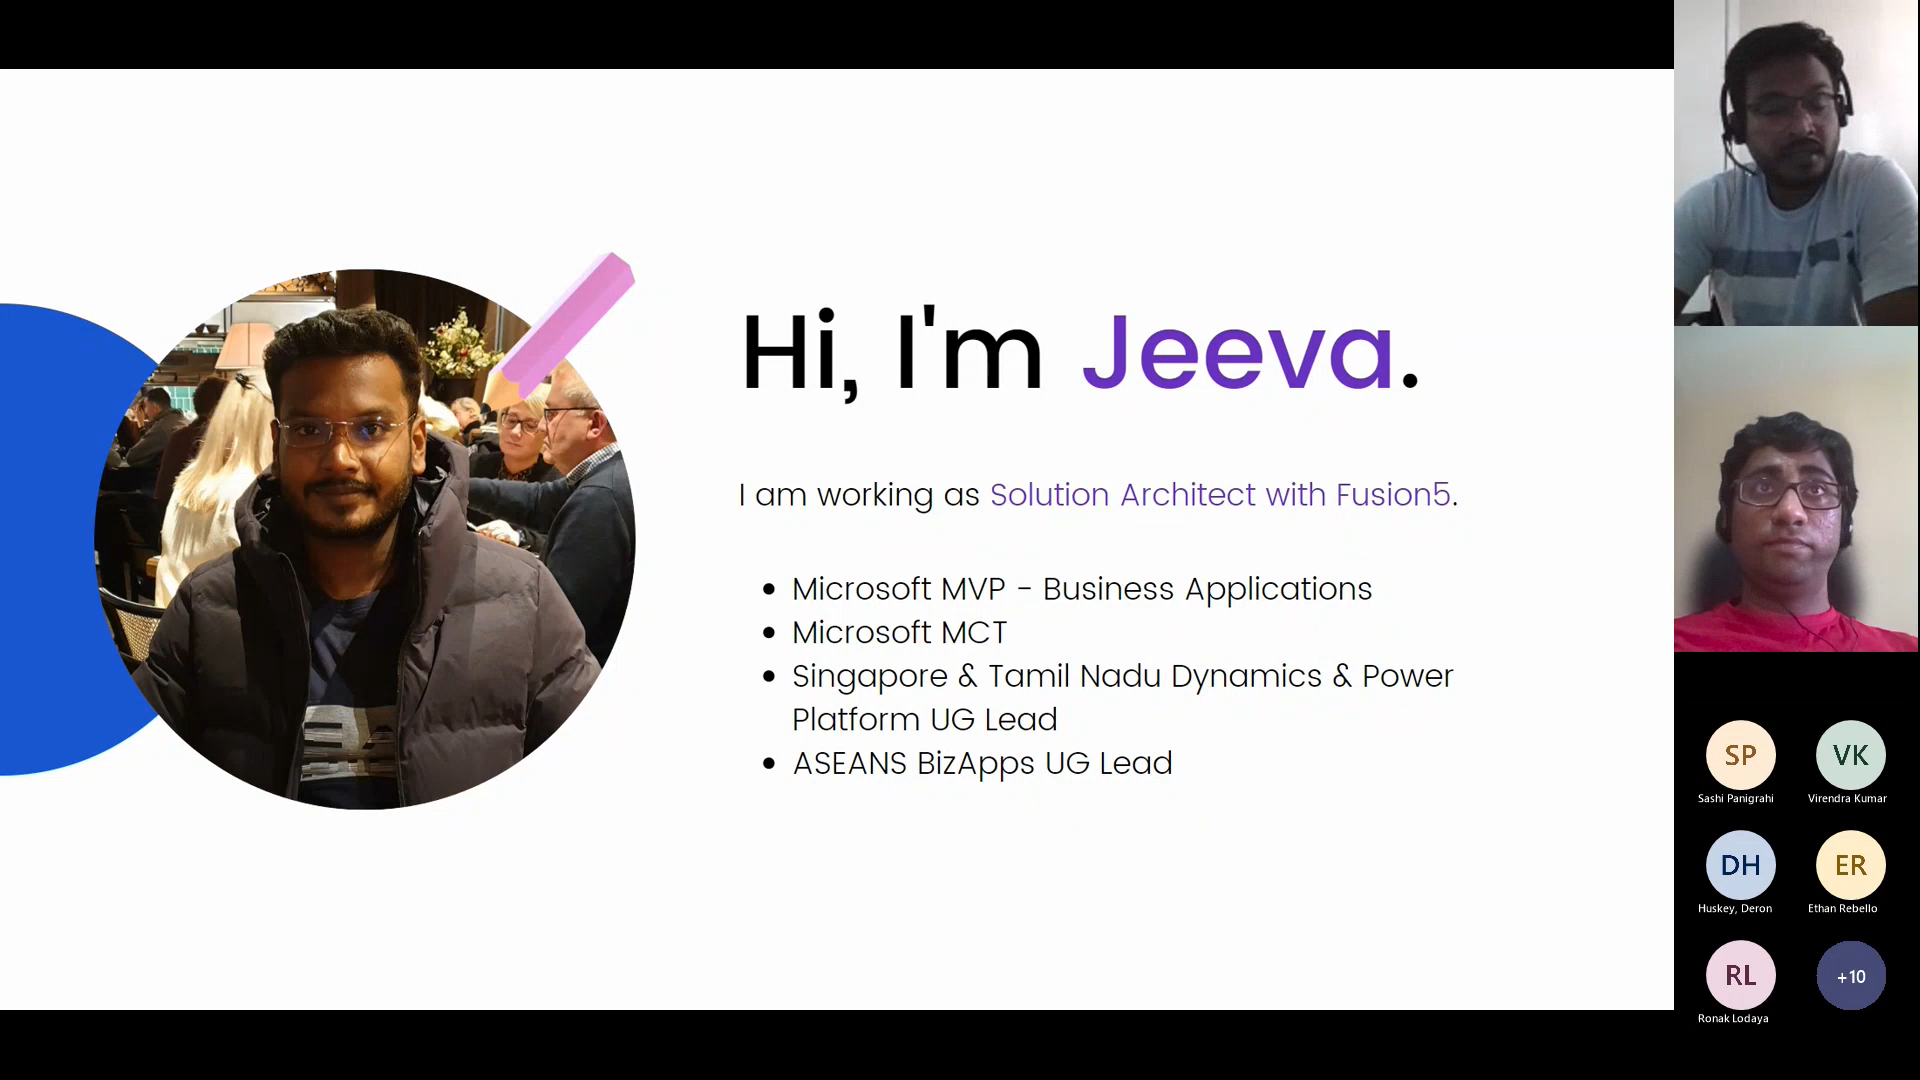 Hi, I'm Jeeva.
I am working as Solution Architect with Fusion5.
• Microsoft MVP - Business Applications
• Microsoft MCT
• Singapore & Tamil Nadu Dynamics & Power
Platform UG Lead
• ASEANS BizApps UG Lead
SP
Sashi Panigrahi
VK
Virendra Kumar
DH
Huskey, Deron
ER
Ethan Rebello
RL
Ronak Lodaya
+10